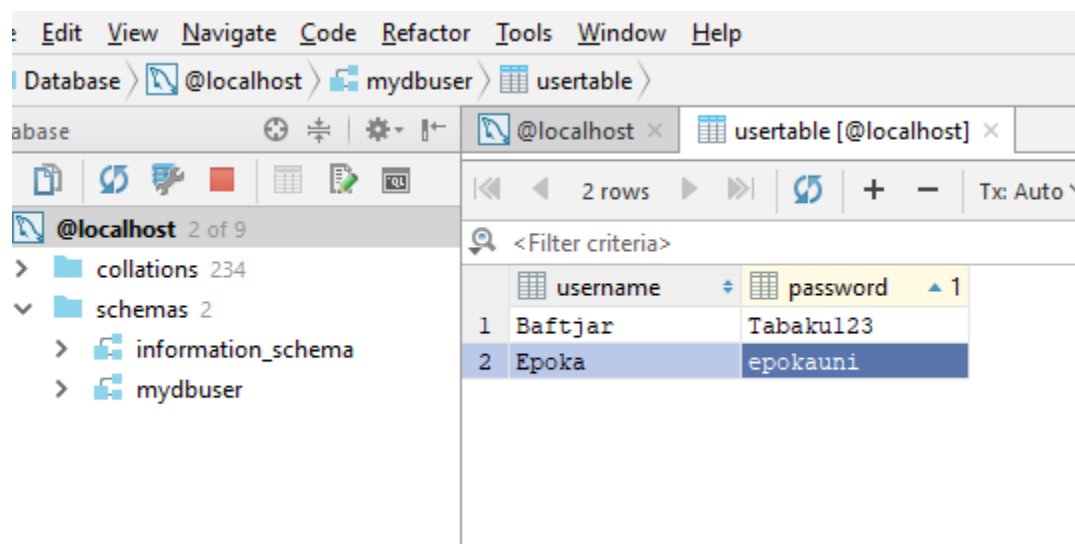 Edit View Navigate Code Refactor Tools Window Help
Database @localhost mydbuser usertable
abase
@localhost usertable [@localhost]
2 rows Tx: Auto
@localhost 2 of 9
<Filter criteria>
collations 234
username password 1
schemas 2
1 Baftjar Tabaku123
information_schema
2 Epoka epokauni
mydbuser